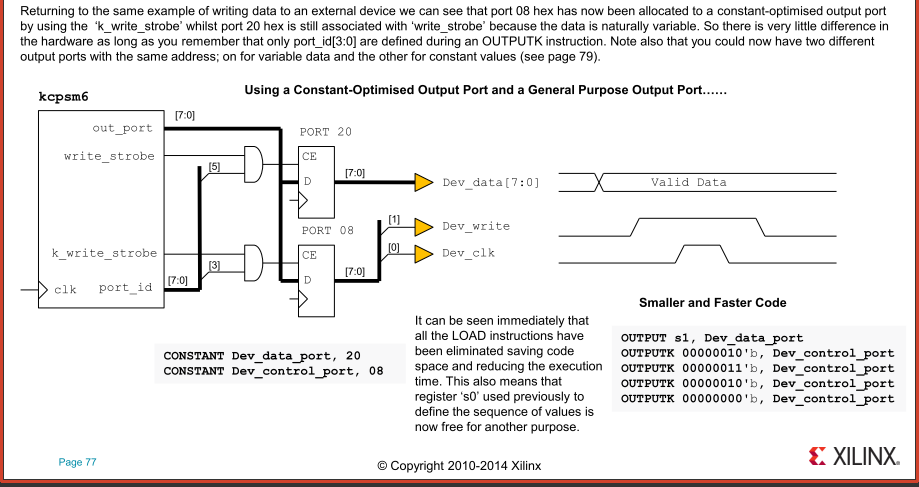 Returning to the same example of writing data to an external device we can see that port 08 hex has now been allocated to a constant-optimised output port
by using the 'k_write_strobe' whilst port 20 hex is still associated with 'write_strobe' because the data is naturally variable. So there is very little difference in
the hardware as long as you remember that only port_id[3:0] are defined during an OUTPUTK instruction. Note also that you could now have two different
output ports with the same address; on for variable data and the other for constant values (see page 79).
Using a Constant-Optimised Output Port and a General Purpose Output Port……
kcpsm6
[7:0]
out_port
PORT 20
write_strobe
CE
[5]
[7:0]
D
Dev_data[7:0]
Valid Data
[1]
Dev_write
PORT 08
k_write_strobe
CE
[0]
Dev_clk
[3]
[7:0]
D
[7:0]
clk
port_id
Smaller and Faster Code
It can be seen immediately that
all the LOAD instructions have
been eliminated saving code
space and reducing the execution
time. This also means that
register 's0' used previously to
define the sequence of values is
now free for another purpose.
OUTPUT s1, Dev_data_port
OUTPUTK 00000010'b, Dev_control_port
OUTPUTK 00000011'b, Dev_control_port
OUTPUTK 00000010'b, Dev_control_port
OUTPUTK 00000000'b, Dev_control_port
CONSTANT Dev_data_port, 20
CONSTANT Dev_control_port, 08
Page 77
© Copyright 2010-2014 Xilinx
XILINX®